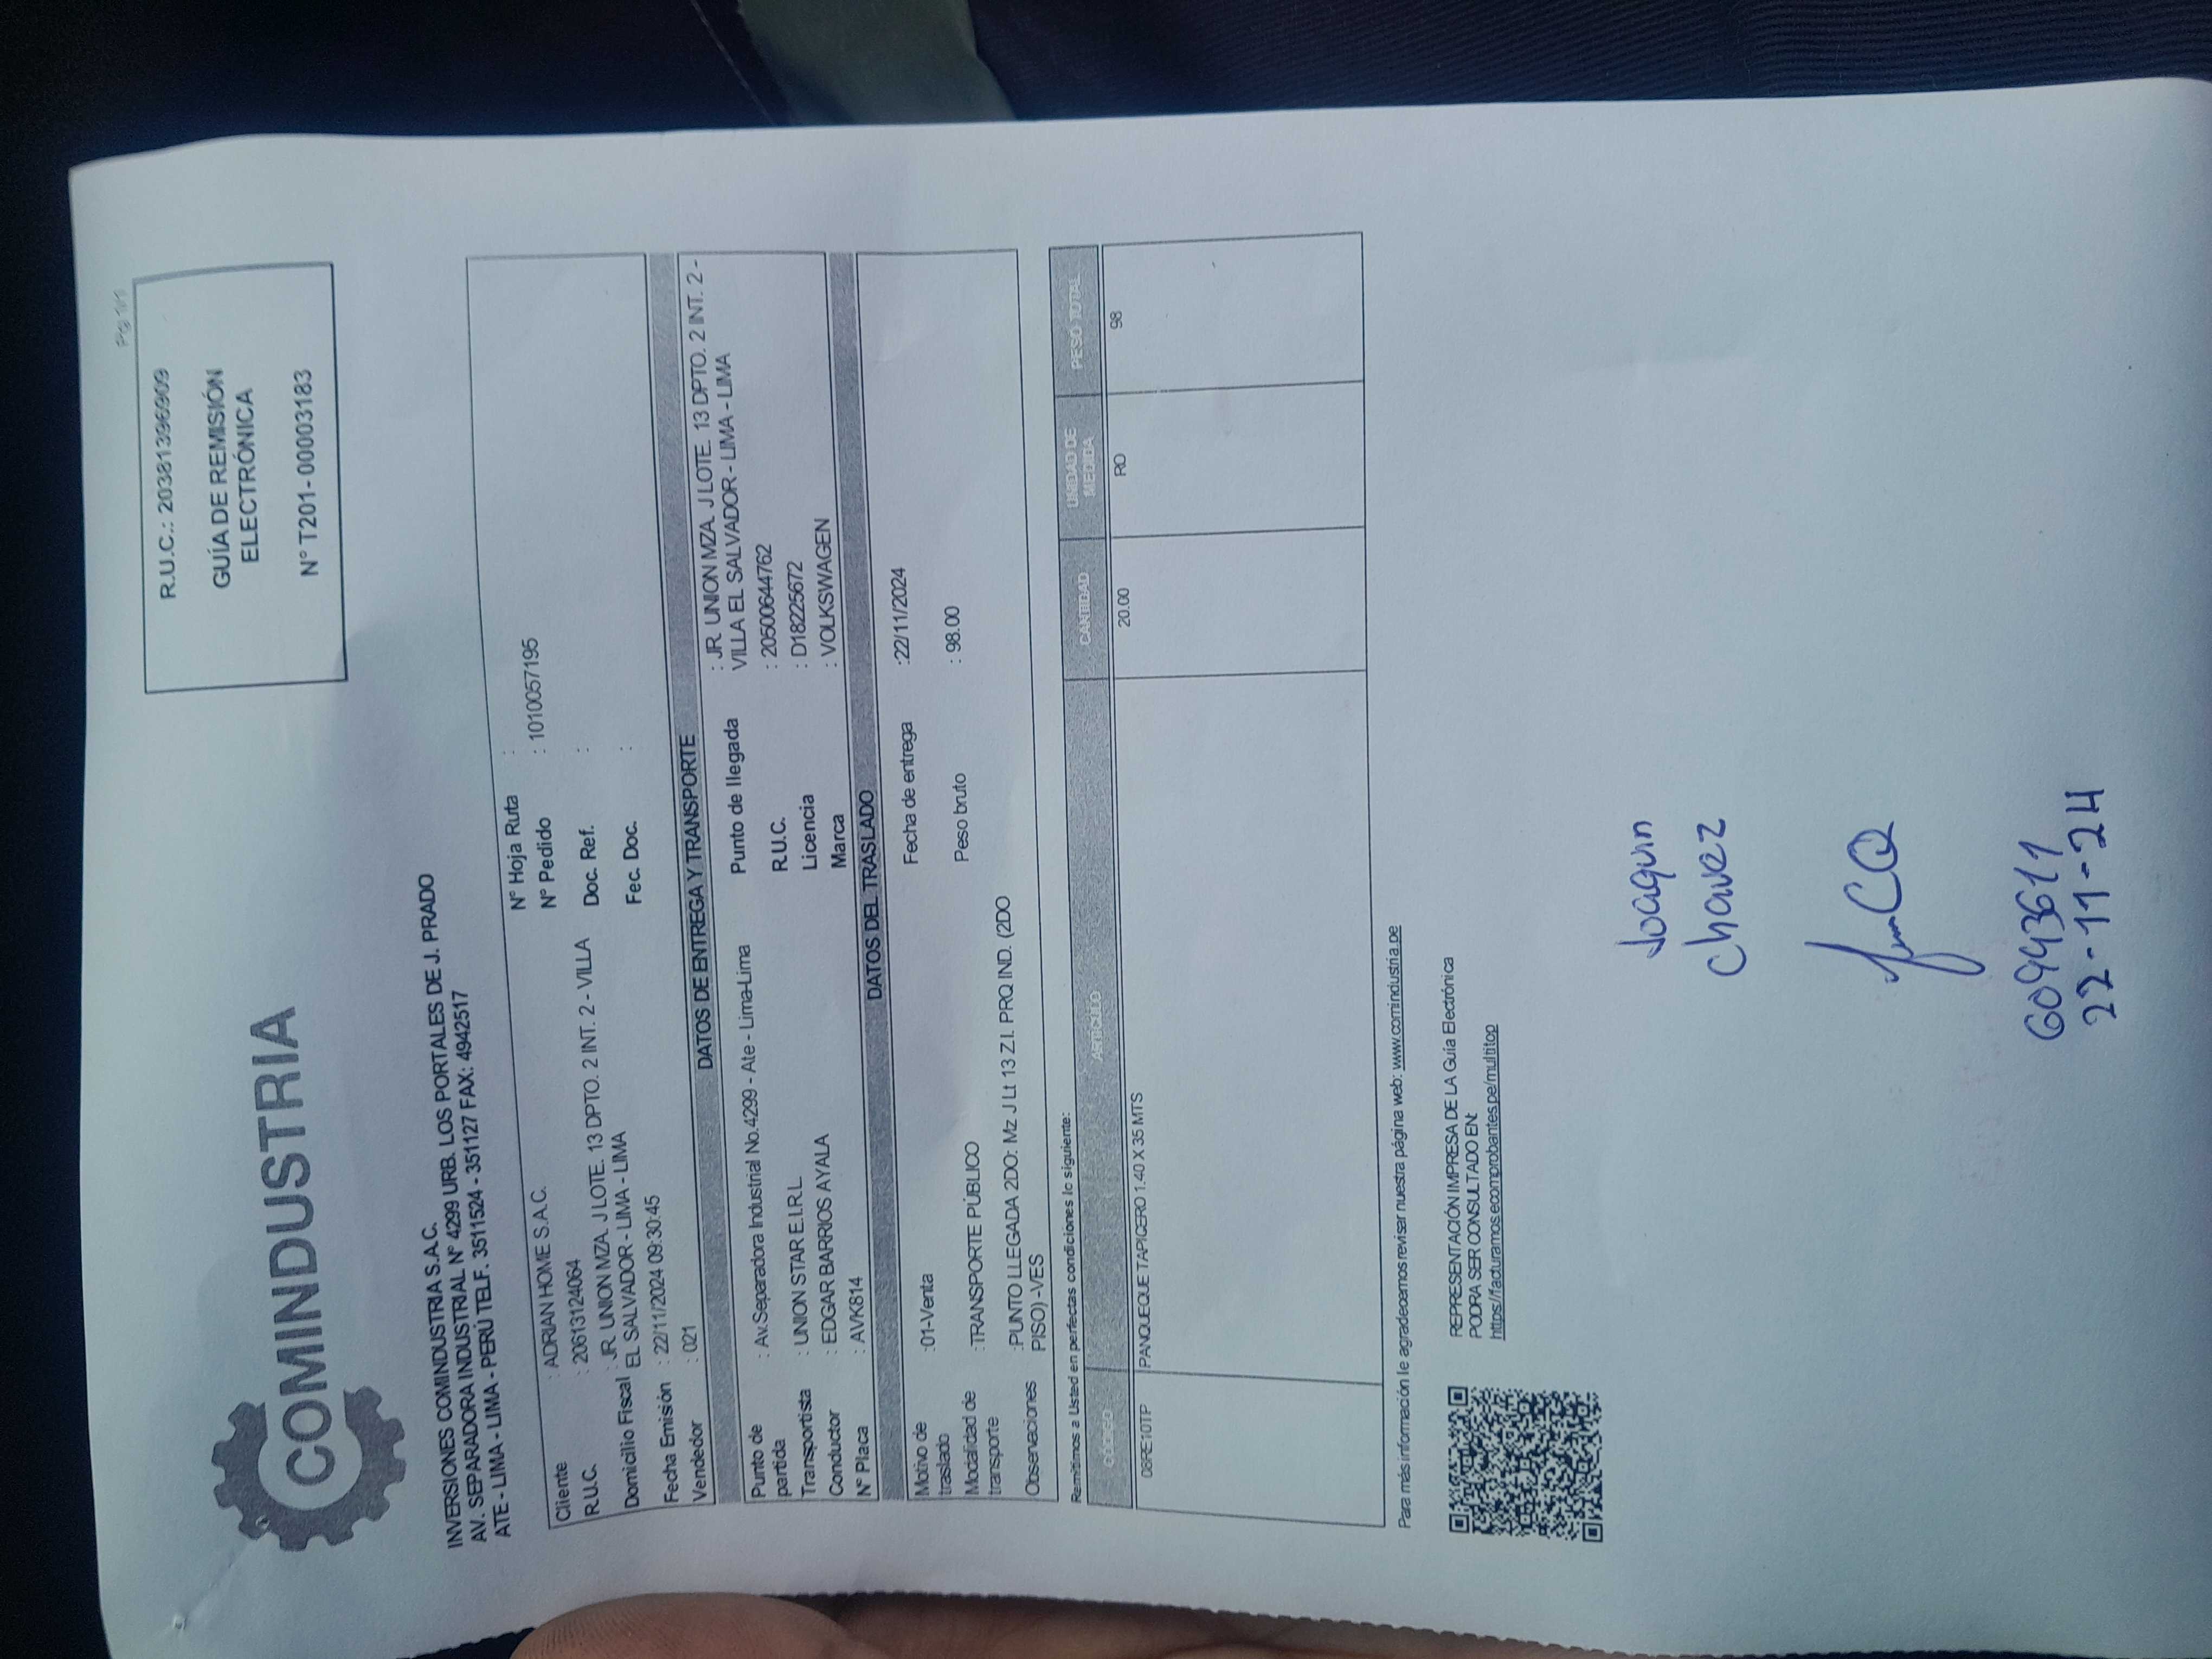 Pig 1/1
R.U.C.: 20381396909
GUÍA DE REMISIÓN
ELECTRÓNICA
N° T201-00003183
COMINDUSTRIA
INVERSIONES COMINDUSTRIA S.A.C.
AV. SEPARADORA INDUSTRIAL N° 4299 URB. LOS PORTALES DE J. PRADO
ATE - LIMA - LIMA - PERÚ TELF. 3511524 - 351127 FAX: 4942517
Cliente : ADRIAN HOME S.A.C. N° Hoja Ruta :
R.U.C. : 20613124064 N° Pedido : 1010057195
Domicilio Fiscal : JR. UNION MZA. J LOTE. 13 DPTO. 2 INT. 2 - VILLA Doc. Ref. :
EL SALVADOR - LIMA - LIMA Fec. Doc. :
Fecha Emisión : 22/11/2024 09:30:45
Vendedor : 021
DATOS DE ENTREGA Y TRANSPORTE
Punto de partida : Av.Separadora Industrial No.4299 - Ate - Lima-Lima Punto de llegada : JR. UNION MZA. J LOTE. 13 DPTO. 2 INT. 2 -
VILLA EL SALVADOR - LIMA - LIMA
Transportista : UNION STAR E.I.R.L. R.U.C. : 20500644762
Conductor : EDGAR BARRIOS AYALA Licencia : D18225672
N° Placa : AVK814 Marca : VOLKSWAGEN
DATOS DEL TRASLADO
Motivo de traslado :01-Venta Fecha de entrega :22/11/2024
Modalidad de transporte :TRANSPORTE PÚBLICO Peso bruto : 98.00
Observaciones :PUNTO LLEGADA 2DO: Mz J Lt 13 Z.I. PRQ IND. (2DO
PISO) -VES
Remitimos a Usted en perfectas condiciones lo siguiente:
CÓDIGO ARTICULO CANTIDAD UNIDAD DE MEDIDA PESO TOTAL
08PE10TP PANQUEQUE TAPICERO 1.40 X 35 MTS 20.00 RO 98
Para más información le agradecemos revisar nuestra página web: www.comindustria.pe
REPRESENTACIÓN IMPRESA DE LA Guía Electrónica
PODRA SER CONSULTADO EN:
https://facturamos.ecomprobantes.pe/multitop
Joaquin
Chavez
60943611
22-11-24